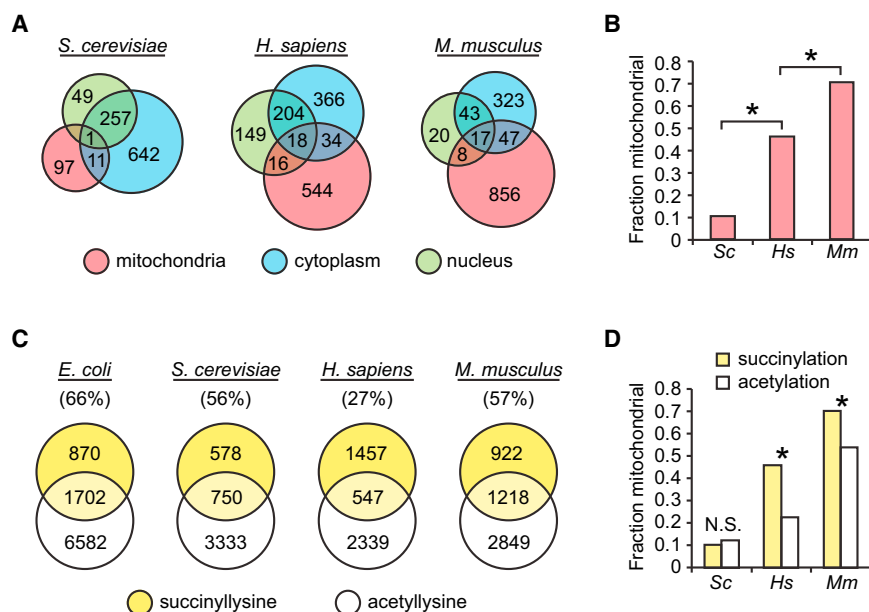 A
S. cerevisiae
H. sapiens
M. musculus
49
257
1
97
11
642
366
204
149
18
34
16
544
323
43
20
17
47
8
856
mitochondria
cytoplasm
nucleus
B
Fraction mitochondrial
0.8
0.7
0.6
0.5
0.4
0.3
0.2
0.1
0
*
*
Sc
Hs
Mm
C
E. coli
S. cerevisiae
H. sapiens
M. musculus
(66%)
(56%)
(27%)
(57%)
870
578
1457
922
1702
750
547
1218
6582
3333
2339
2849
succinyllysine
acetyllysine
D
succinylation
acetylation
Fraction mitochondrial
0.8
0.7
0.6
0.5
0.4
0.3
0.2
0.1
0
N.S.
*
*
Sc
Hs
Mm